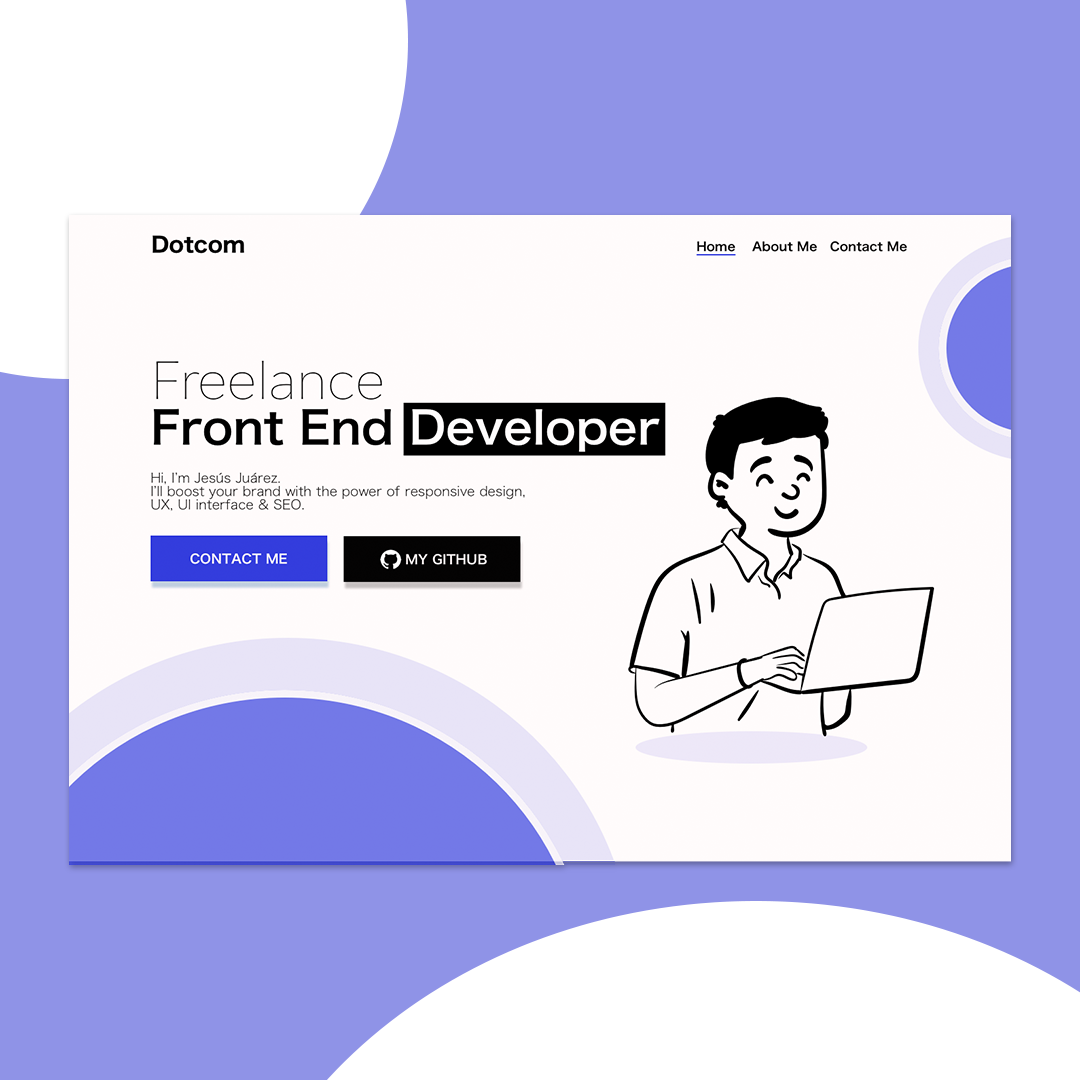 Dotcom
Home About Me Contact Me
Freelance
Front End Developer
Hi, I'm Jesús Juárez.
I'll boost your brand with the power of responsive design,
UX, UI interface & SEO.
CONTACT ME
MY GITHUB